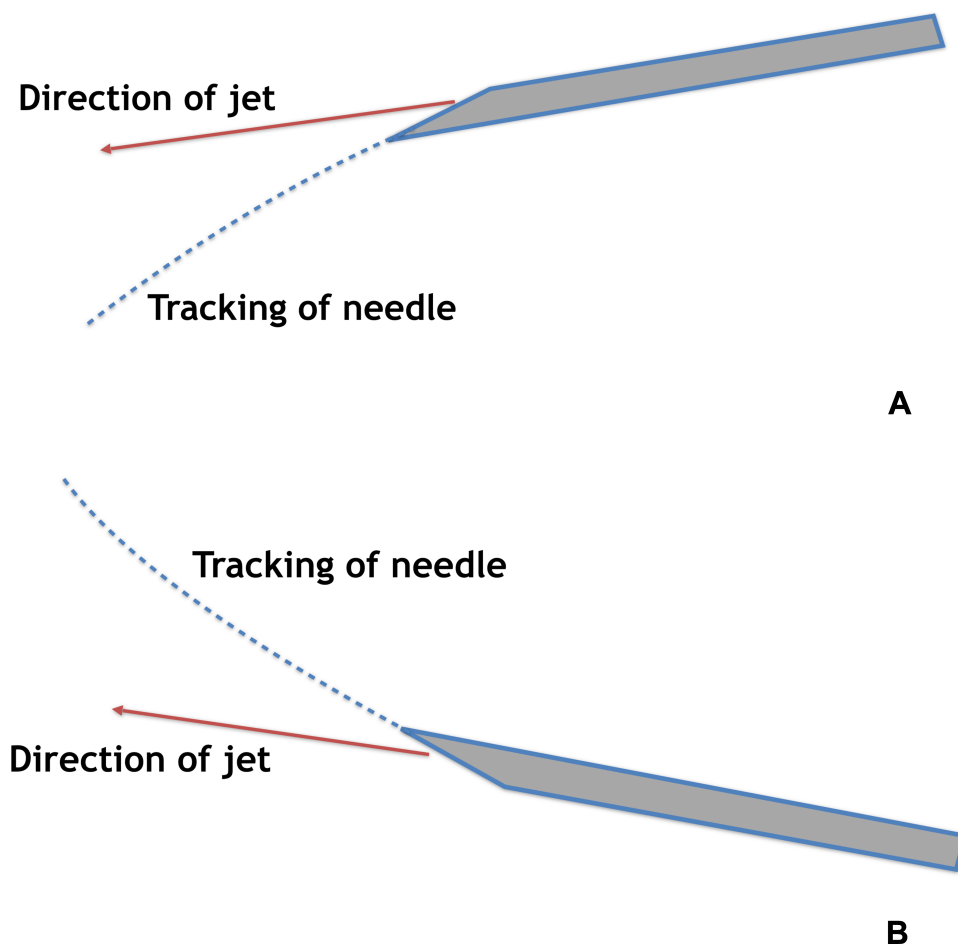 Direction of jet
Tracking of needle
A
Tracking of needle
Direction of jet
B